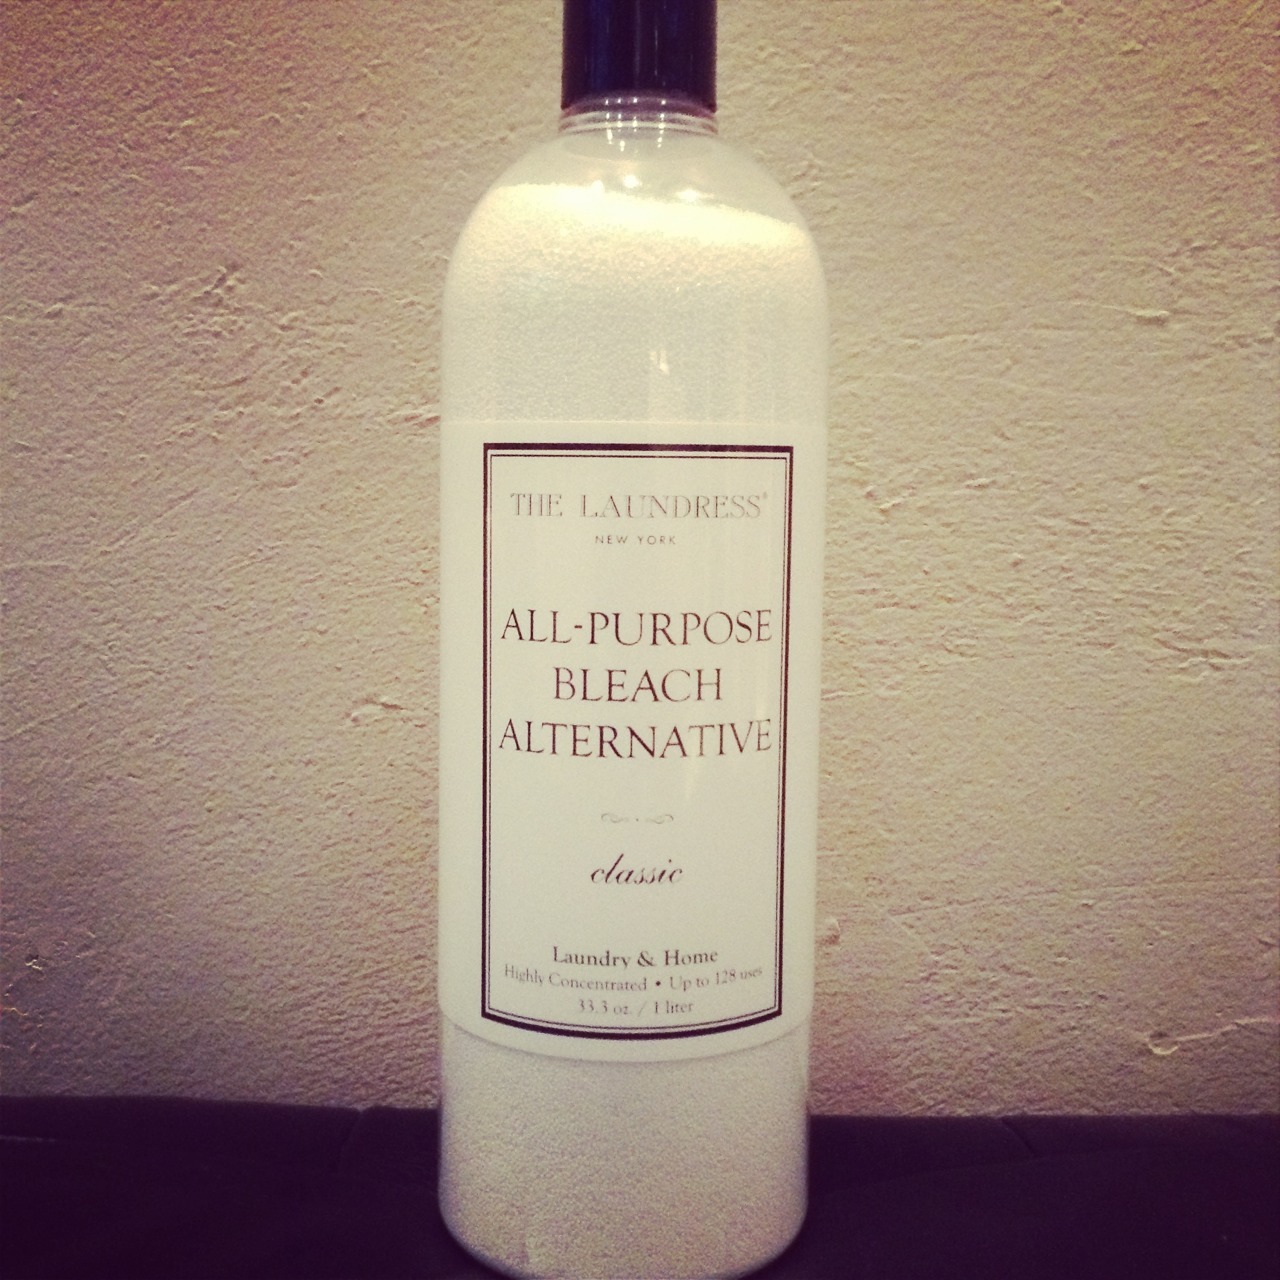 THE LAUNDRESS®
NEW YORK
ALL-PURPOSE
BLEACH
ALTERNATIVE
classic
Laundry & Home
Highly Concentrated • Up to 128 uses
33.3 oz. / 1 liter